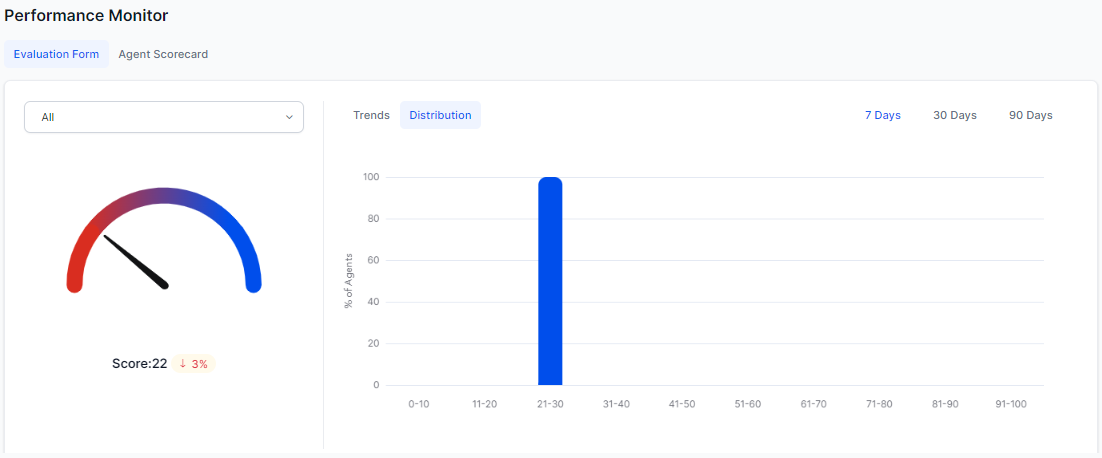 Performance Monitor
Evaluation Form Agent Scorecard
All
Trends Distribution 7 Days 30 Days 90 Days
100
80
60
40
20
0
% of Agents
0-10 11-20 21-30 31-40 41-50 51-60 61-70 71-80 81-90 91-100
Score:22 ↓ 3%